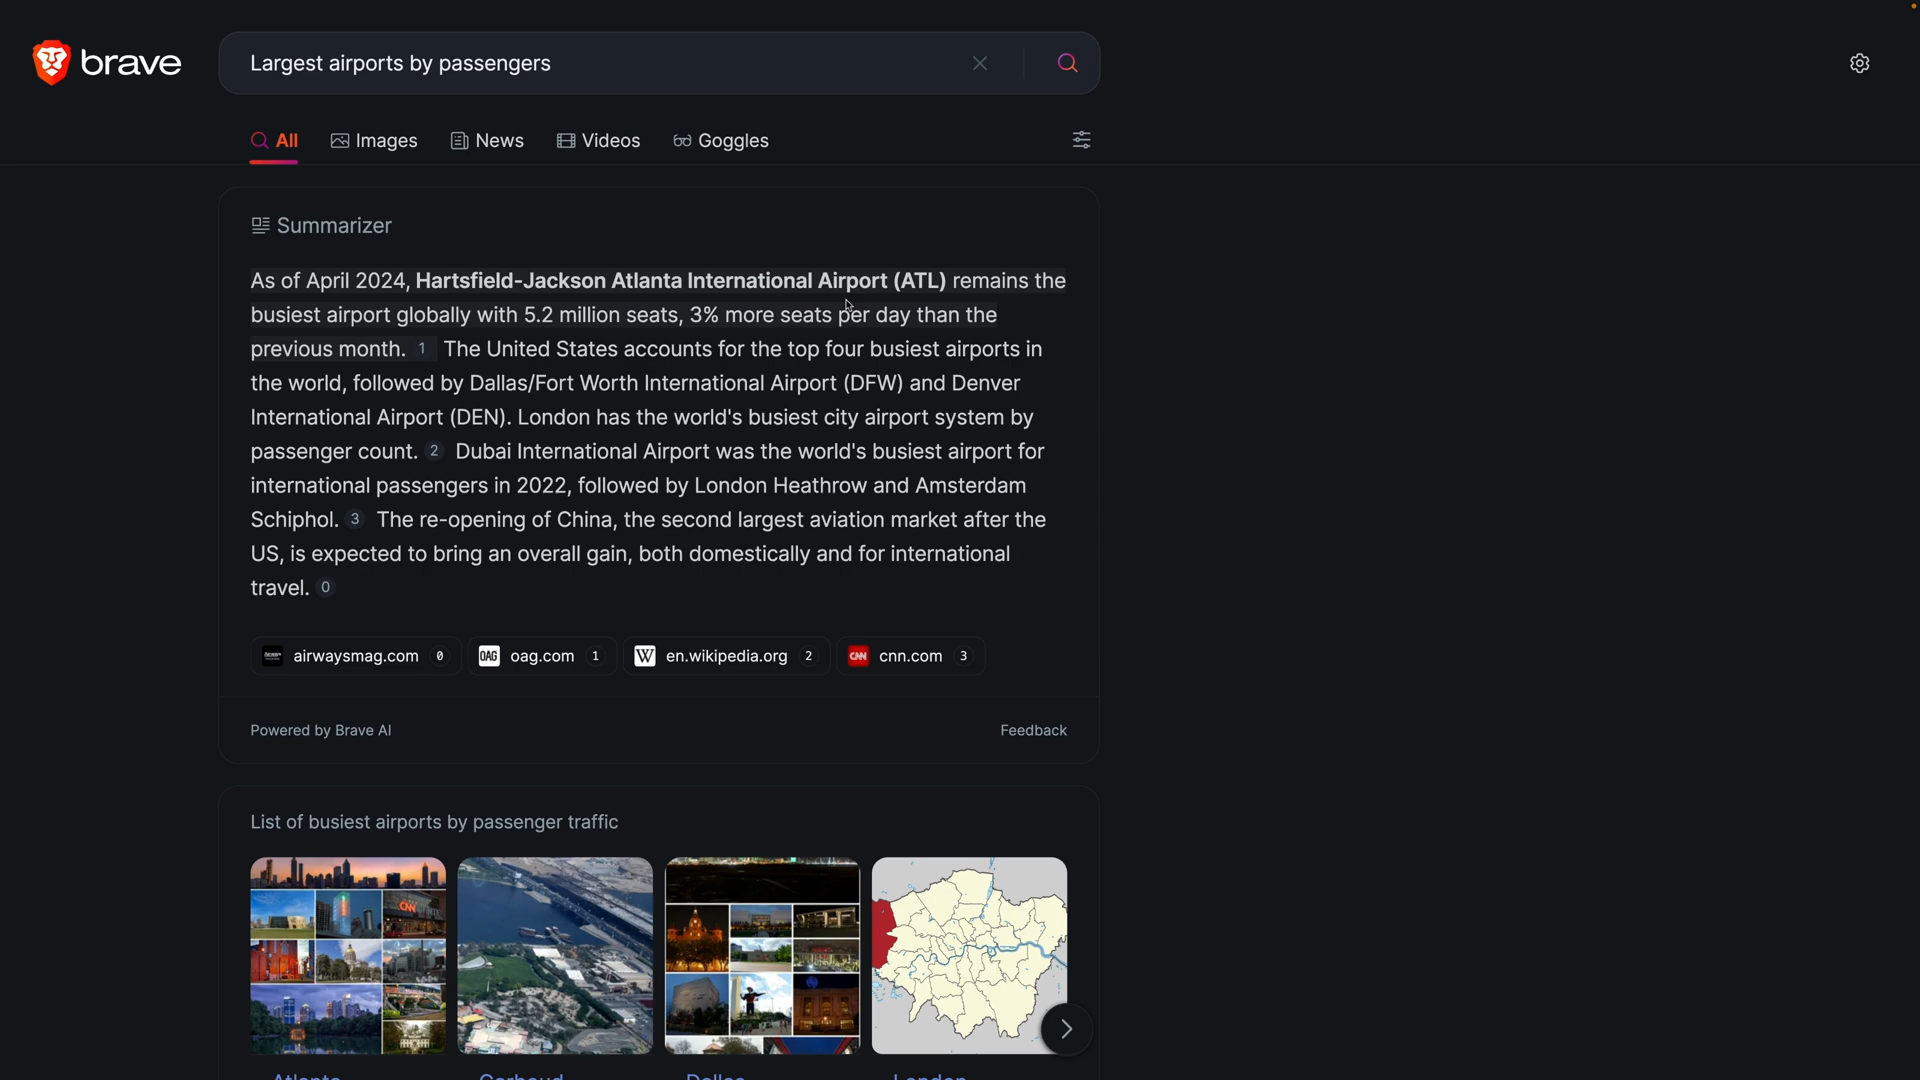 brave
Largest airports by passengers
All Images News Videos Goggles
Summarizer
As of April 2024, Hartsfield-Jackson Atlanta International Airport (ATL) remains the
busiest airport globally with 5.2 million seats, 3% more seats per day than the
previous month. 1 The United States accounts for the top four busiest airports in
the world, followed by Dallas/Fort Worth International Airport (DFW) and Denver
International Airport (DEN). London has the world's busiest city airport system by
passenger count. 2 Dubai International Airport was the world's busiest airport for
international passengers in 2022, followed by London Heathrow and Amsterdam
Schiphol. 3 The re-opening of China, the second largest aviation market after the
US, is expected to bring an overall gain, both domestically and for international
travel. 0
airwaysmag.com 0 OAG oag.com 1 W en.wikipedia.org 2 CNN cnn.com 3
Powered by Brave AI Feedback
List of busiest airports by passenger traffic
CNN
Atlanta Garhoud Dallas London